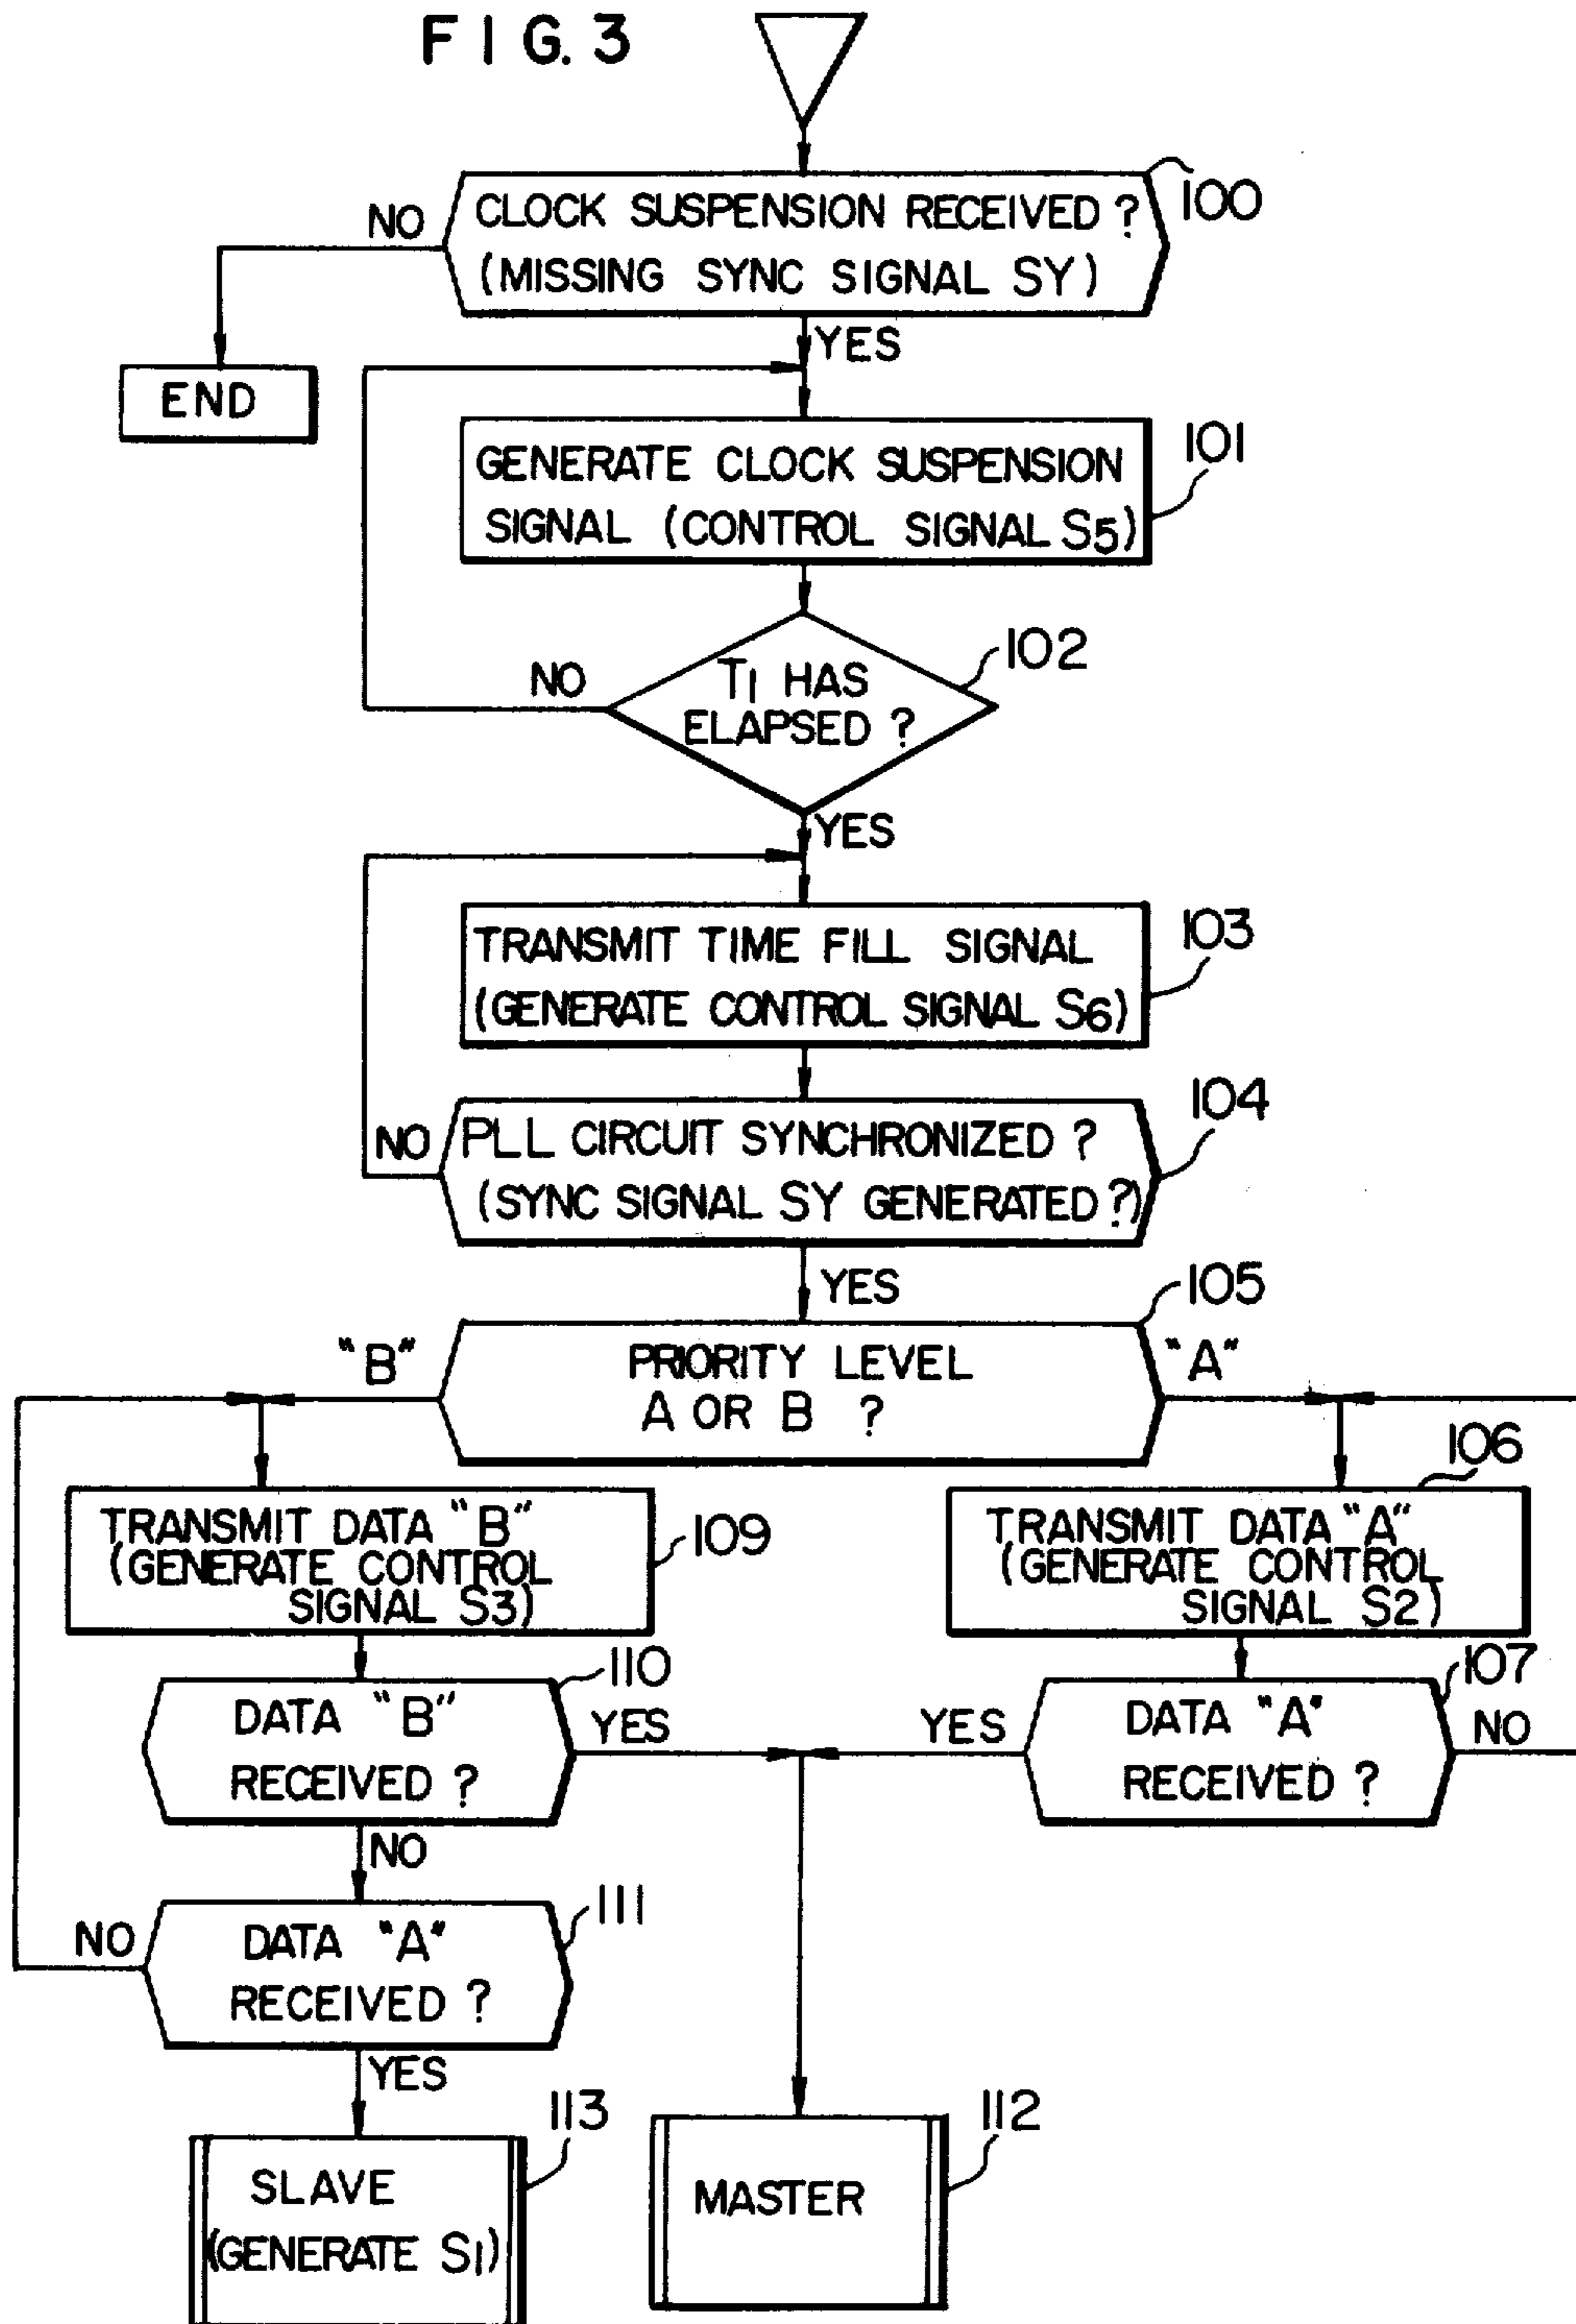 FIG. 3
CLOCK SUSPENSION RECEIVED ?
(MISSING SYNC SIGNAL SY)
100
NO
YES
END
GENERATE CLOCK SUSPENSION
SIGNAL (CONTROL SIGNAL S5)
101
T1 HAS
ELAPSED ?
102
NO
YES
TRANSMIT TIME FILL SIGNAL
(GENERATE CONTROL SIGNAL S6)
103
PLL CIRCUIT SYNCHRONIZED ?
(SYNC SIGNAL SY GENERATED?)
104
NO
YES
PRIORITY LEVEL
A OR B ?
105
"B"
"A"
TRANSMIT DATA "B"
(GENERATE CONTROL
SIGNAL S3)
109
TRANSMIT DATA "A"
(GENERATE CONTROL
SIGNAL S2)
106
DATA "B"
RECEIVED ?
110
YES
NO
DATA "A"
RECEIVED ?
107
YES
NO
DATA "A"
RECEIVED ?
111
NO
YES
SLAVE
(GENERATE S1)
113
MASTER
112